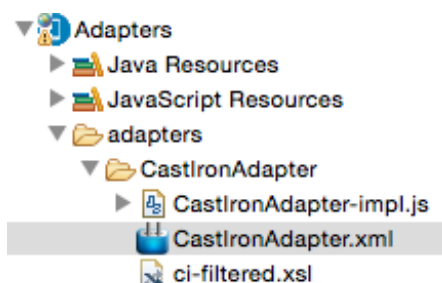 Adapters
Java Resources
JavaScript Resources
adapters
CastIronAdapter
CastIronAdapter-impl.js
CastIronAdapter.xml
ci-filtered.xsl